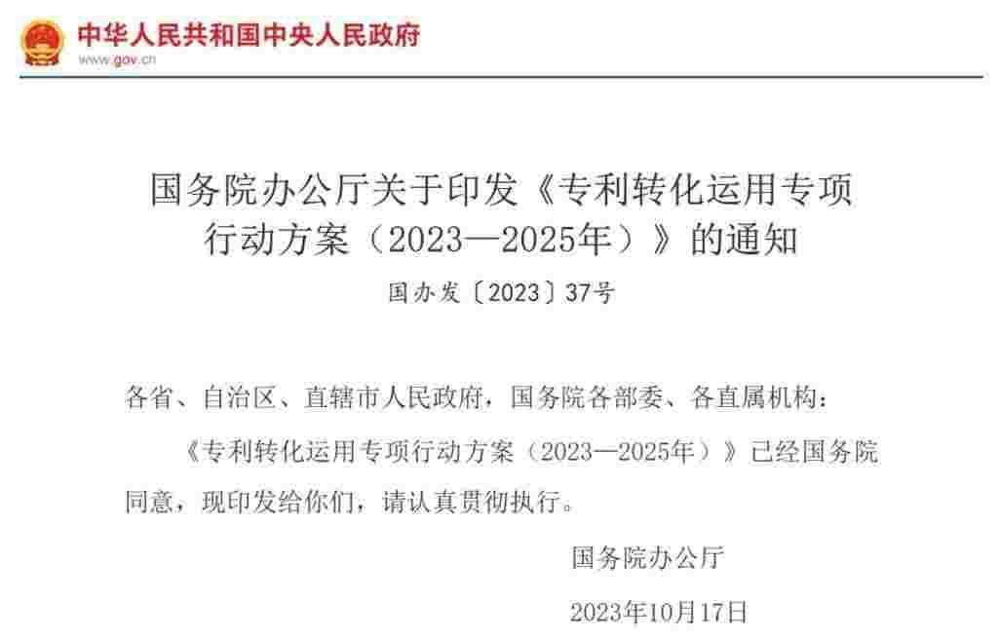 中华人民共和国中央人民政府
www.gov.cn
国务院办公厅关于印发《专利转化运用专项
行动方案（2023—2025年）》的通知
国办发〔2023〕37号
各省、自治区、直辖市人民政府，国务院各部委、各直属机构：
《专利转化运用专项行动方案（2023—2025年）》已经国务院
同意，现印发给你们，请认真贯彻执行。
国务院办公厅
2023年10月17日